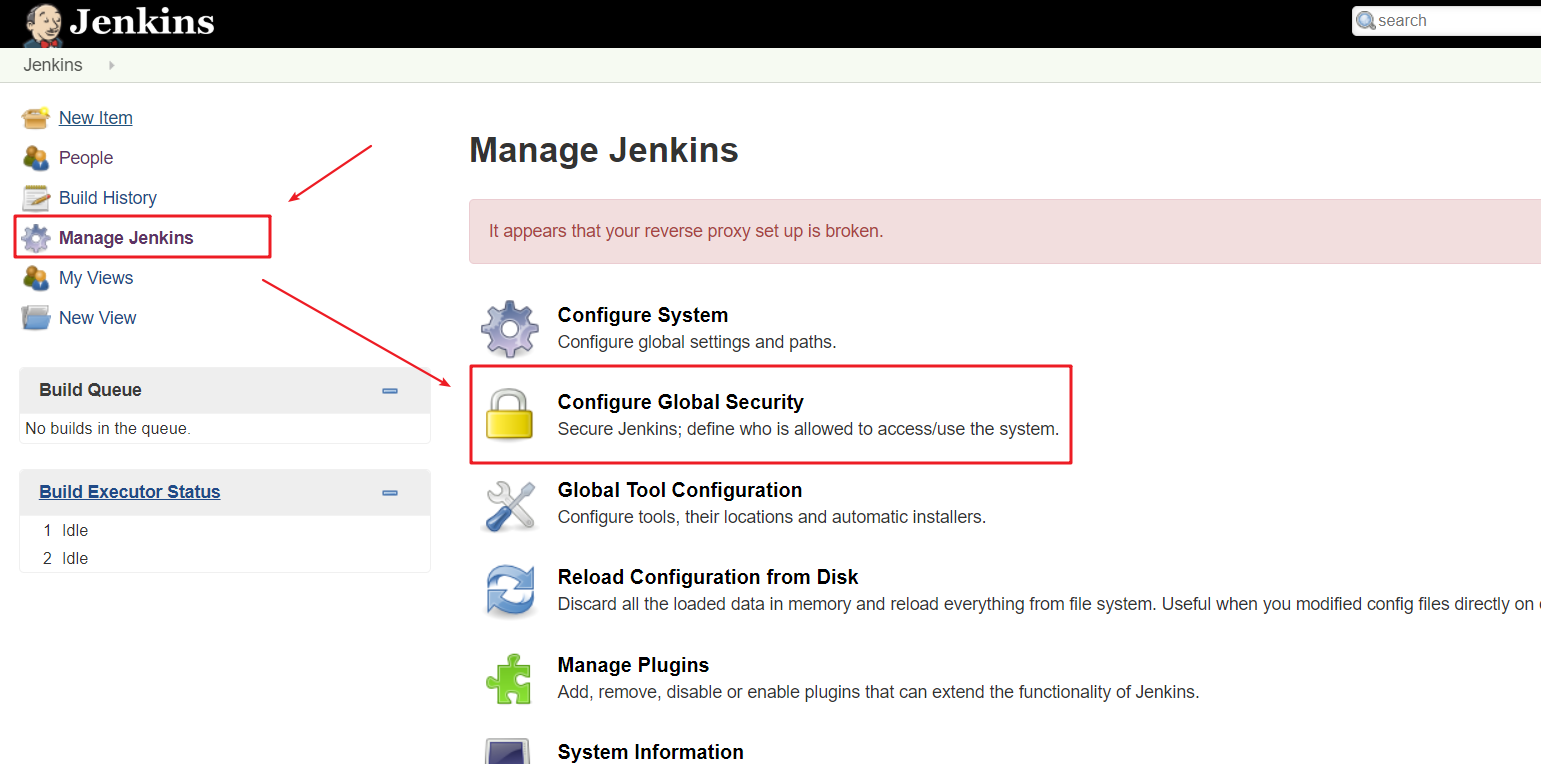 Jenkins
search
Jenkins
New Item
People
Build History
Manage Jenkins
My Views
New View
Build Queue
No builds in the queue.
Build Executor Status
1 Idle
2 Idle
Manage Jenkins
It appears that your reverse proxy set up is broken.
Configure System
Configure global settings and paths.
Configure Global Security
Secure Jenkins; define who is allowed to access/use the system.
Global Tool Configuration
Configure tools, their locations and automatic installers.
Reload Configuration from Disk
Discard all the loaded data in memory and reload everything from file system. Useful when you modified config files directly on
Manage Plugins
Add, remove, disable or enable plugins that can extend the functionality of Jenkins.
System Information